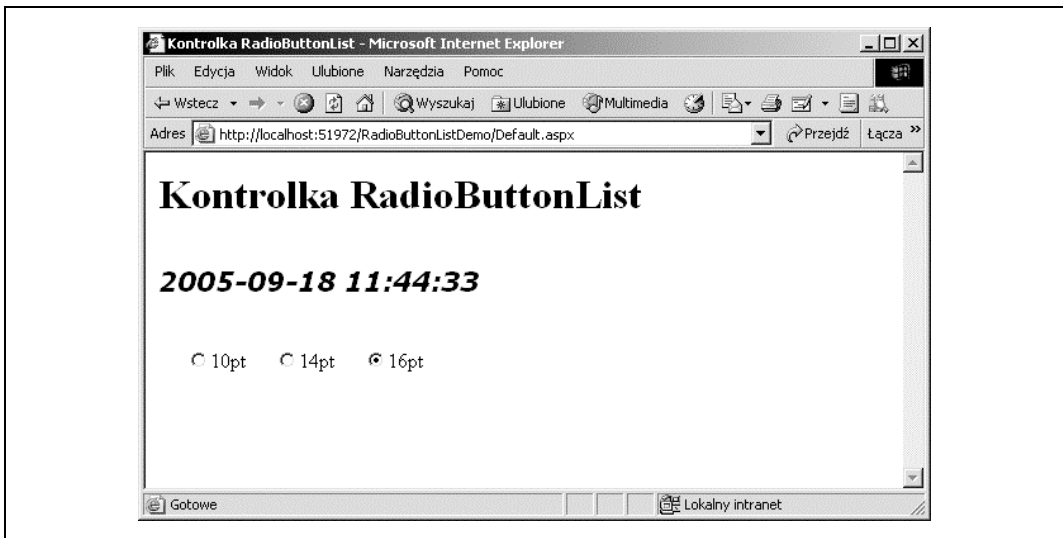 Kontrolka RadioButtonList - Microsoft Internet Explorer
Plik Edycja Widok Ulubione Narzędzia Pomoc
Wstecz Wyszukaj Ulubione Multimedia
Adres http://localhost:51972/RadioButtonListDemo/Default.aspx Przejdź Łącza »
Kontrolka RadioButtonList
2005-09-18 11:44:33
10pt 14pt 16pt
Gotowe Lokalny intranet